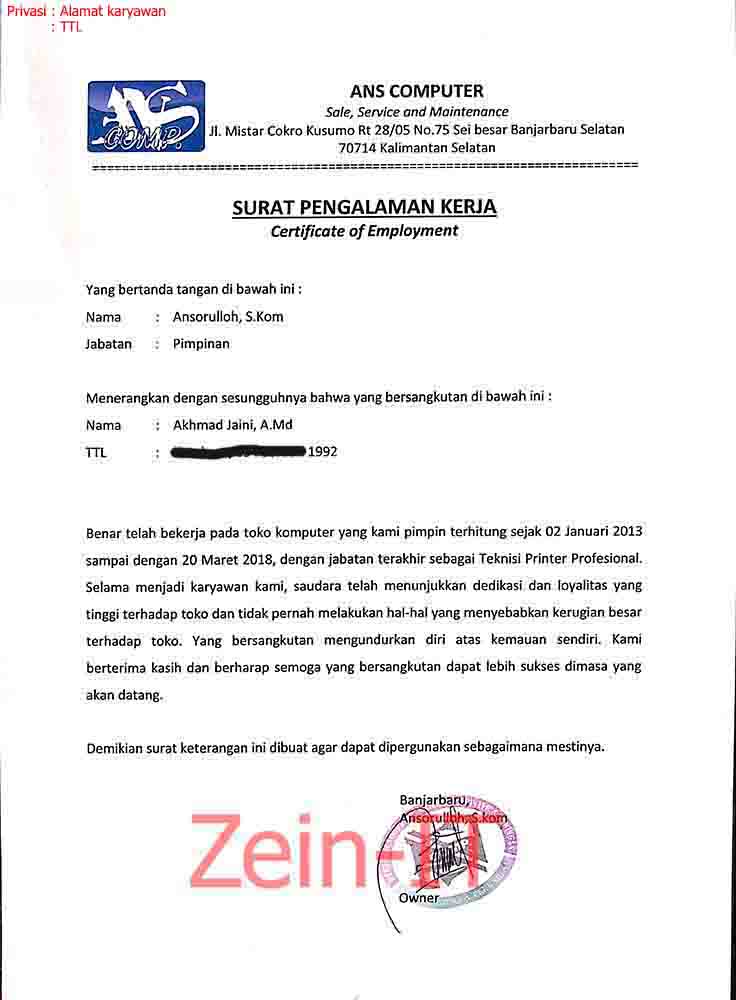 Privasi : Alamat karyawan
: TTL
ANS
COMP.
ANS COMPUTER
Sale, Service and Maintenance
Jl. Mistar Cokro Kusumo Rt 28/05 No.75 Sei besar Banjarbaru Selatan
70714 Kalimantan Selatan
SURAT PENGALAMAN KERJA
Certificate of Employment
Yang bertanda tangan di bawah ini :
Nama : Ansorulloh, S.Kom
Jabatan : Pimpinan
Menerangkan dengan sesungguhnya bahwa yang bersangkutan di bawah ini :
Nama : Akhmad Jaini, A.Md
TTL : 1992
Benar telah bekerja pada toko komputer yang kami pimpin terhitung sejak 02 Januari 2013
sampai dengan 20 Maret 2018, dengan jabatan terakhir sebagai Teknisi Printer Profesional.
Selama menjadi karyawan kami, saudara telah menunjukkan dedikasi dan loyalitas yang
tinggi terhadap toko dan tidak pernah melakukan hal-hal yang menyebabkan kerugian besar
terhadap toko. Yang bersangkutan mengundurkan diri atas kemauan sendiri. Kami
berterima kasih dan berharap semoga yang bersangkutan dapat lebih sukses dimasa yang
akan datang.
Demikian surat keterangan ini dibuat agar dapat dipergunakan sebagaimana mestinya.
Banjarbaru,
Ansorulloh, S.kom
Zein-IT
Owner